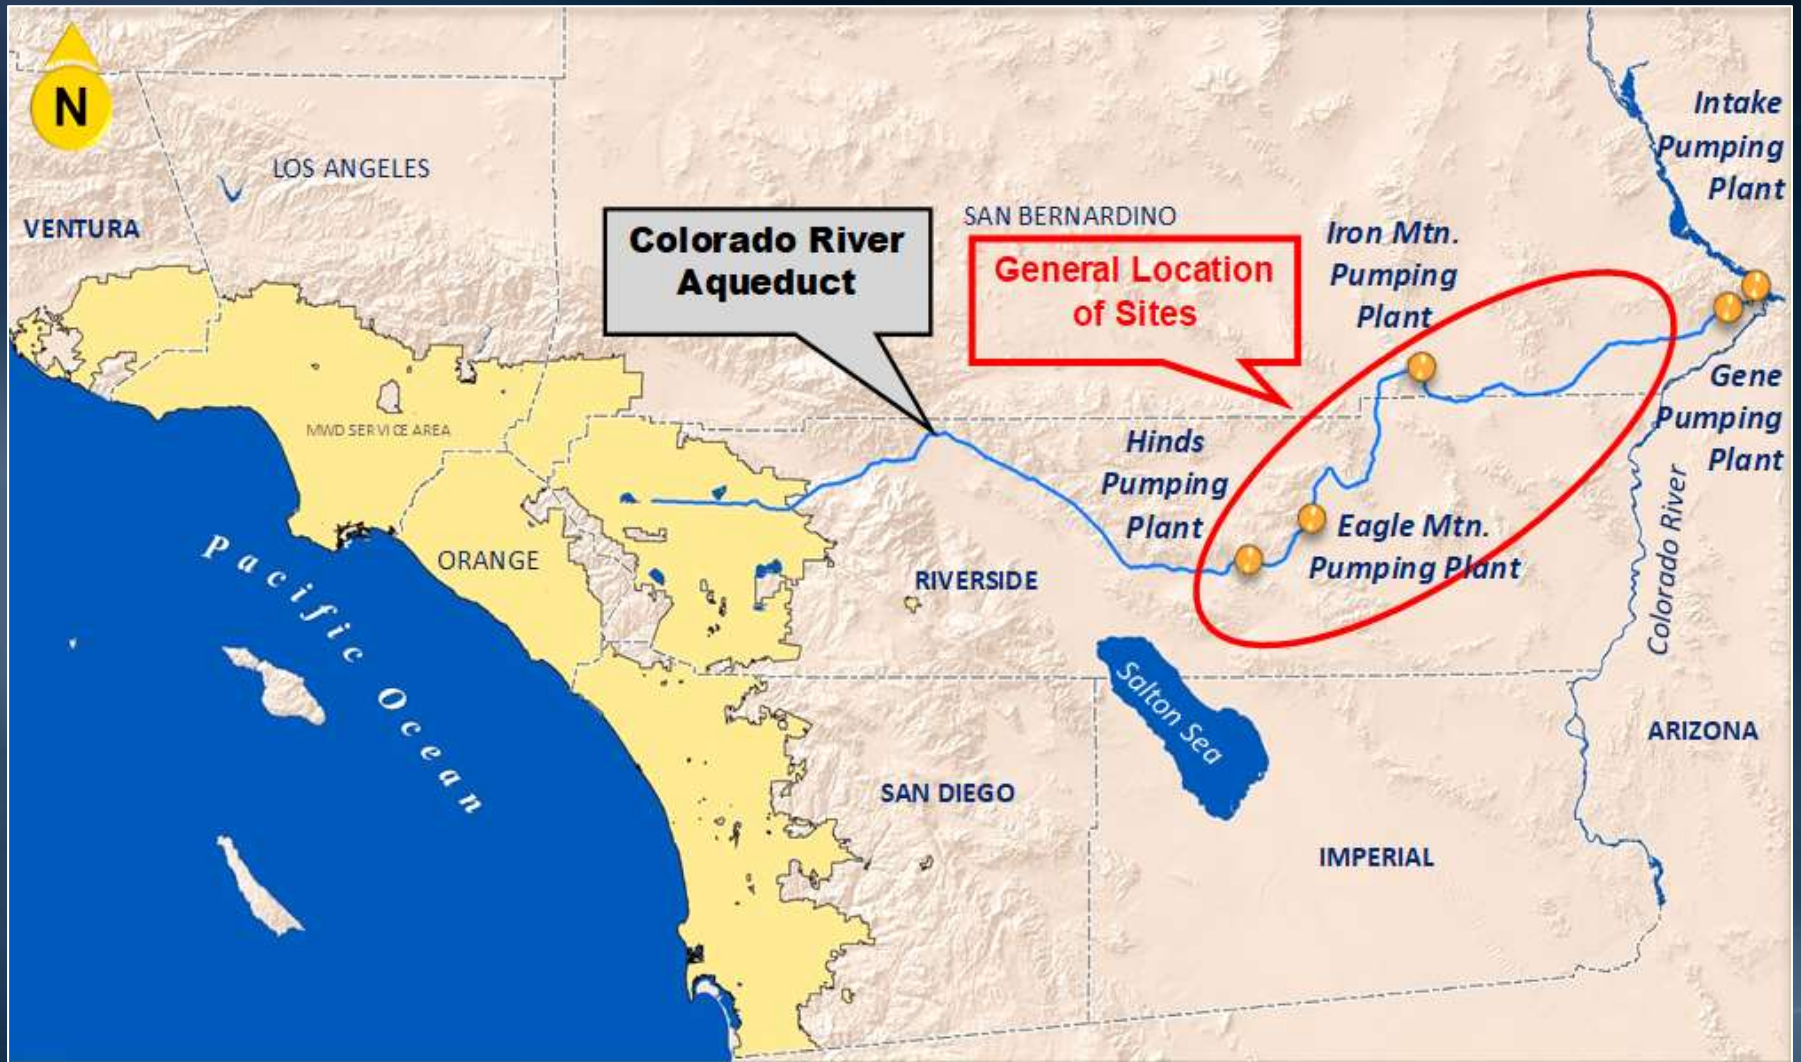 N
LOS ANGELES
VENTURA
Colorado River
Aqueduct
SAN BERNARDINO
General Location
of Sites
Iron Mtn.
Pumping
Plant
Intake
Pumping
Plant
Gene
Pumping
Plant
MWD SERVICE AREA
Hinds
Pumping
Plant
Eagle Mtn.
Pumping Plant
Colorado River
ORANGE
RIVERSIDE
Pacific Ocean
Salton Sea
ARIZONA
SAN DIEGO
IMPERIAL